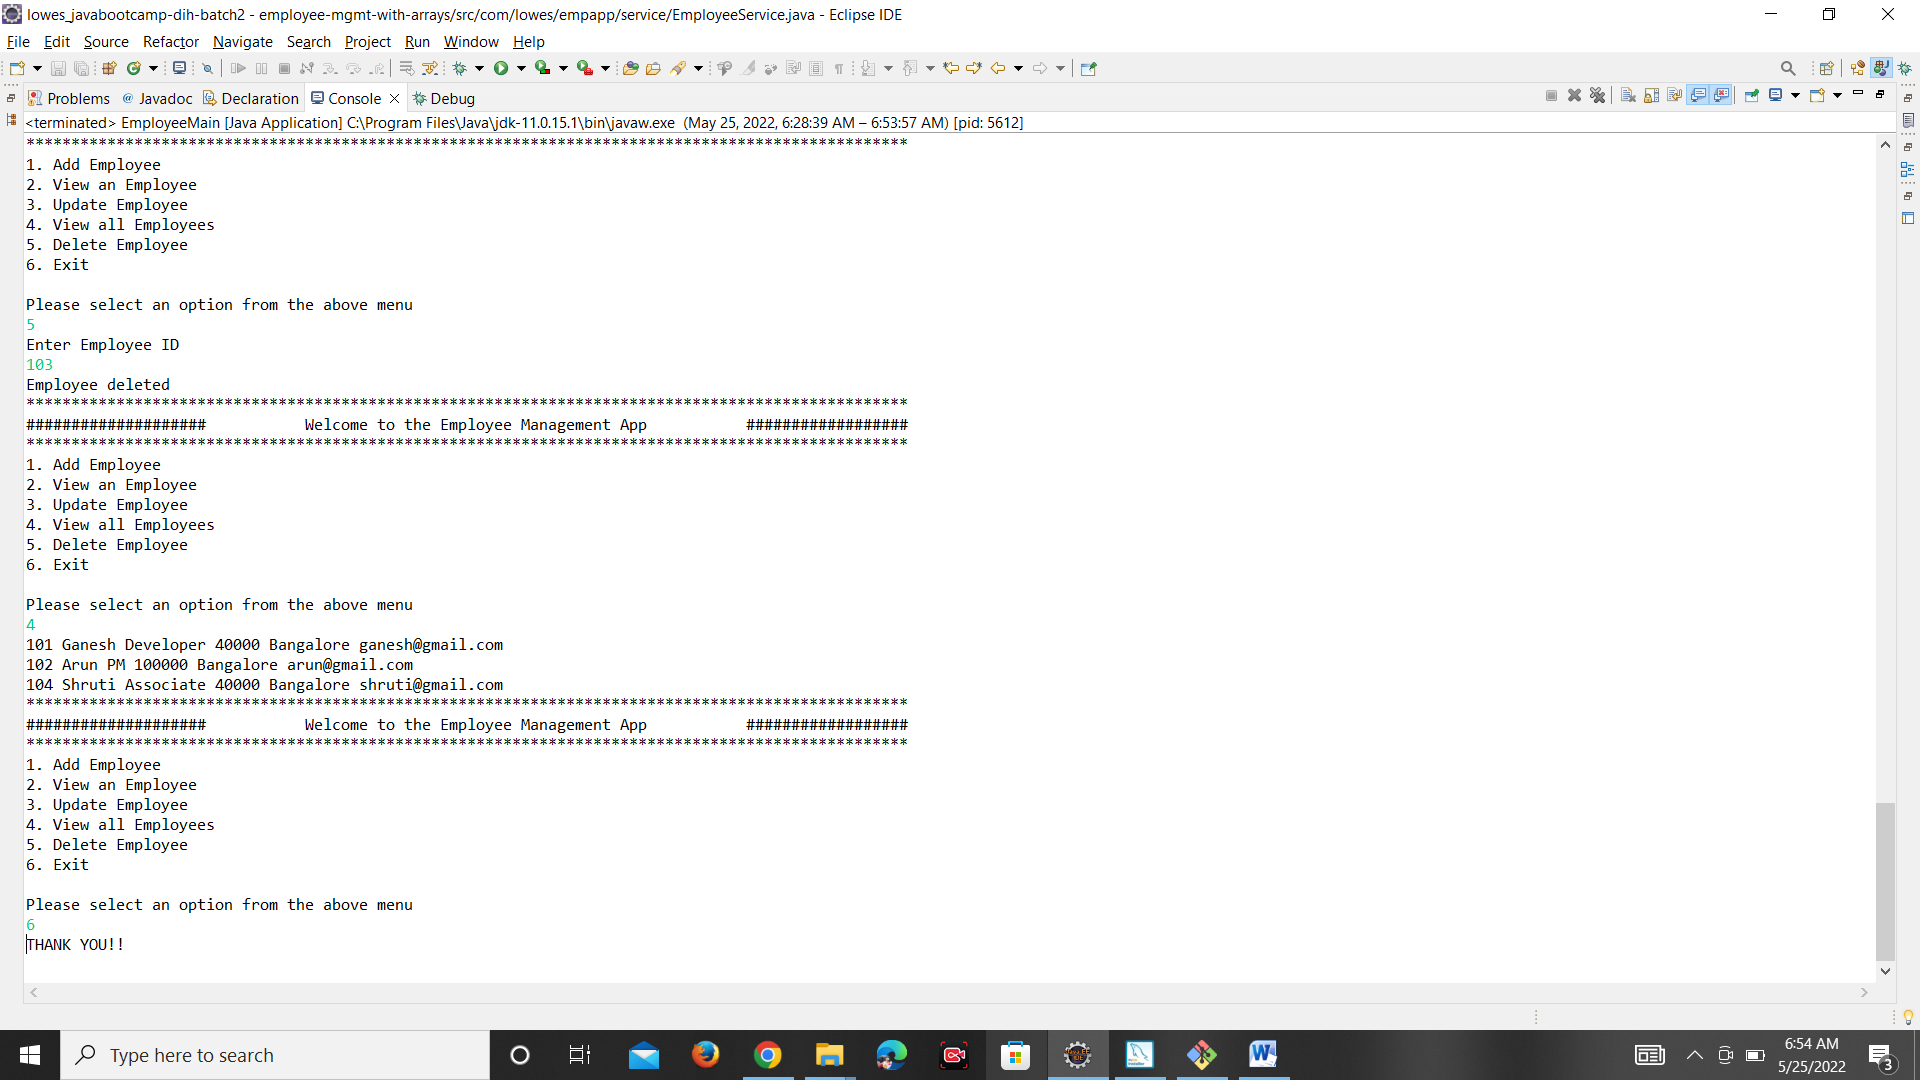 lowes_javabootcamp-dih-batch2 - employee-mgmt-with-arrays/src/com/lowes/empapp/service/EmployeeService.java - Eclipse IDE
File Edit Source Refactor Navigate Search Project Run Window Help
Problems @ Javadoc Declaration Console Debug
<terminated> EmployeeMain [Java Application] C:\Program Files\Java\jdk-11.0.15.1\bin\javaw.exe (May 25, 2022, 6:28:39 AM – 6:53:57 AM) [pid: 5612]
**************************************************************************************************
1. Add Employee
2. View an Employee
3. Update Employee
4. View all Employees
5. Delete Employee
6. Exit
Please select an option from the above menu
5
Enter Employee ID
103
Employee deleted
**************************************************************************************************
#################### Welcome to the Employee Management App ##################
**************************************************************************************************
1. Add Employee
2. View an Employee
3. Update Employee
4. View all Employees
5. Delete Employee
6. Exit
Please select an option from the above menu
4
101 Ganesh Developer 40000 Bangalore ganesh@gmail.com
102 Arun PM 100000 Bangalore arun@gmail.com
104 Shruti Associate 40000 Bangalore shruti@gmail.com
**************************************************************************************************
#################### Welcome to the Employee Management App ##################
**************************************************************************************************
1. Add Employee
2. View an Employee
3. Update Employee
4. View all Employees
5. Delete Employee
6. Exit
Please select an option from the above menu
6
THANK YOU!!
Type here to search
6:54 AM
5/25/2022
3